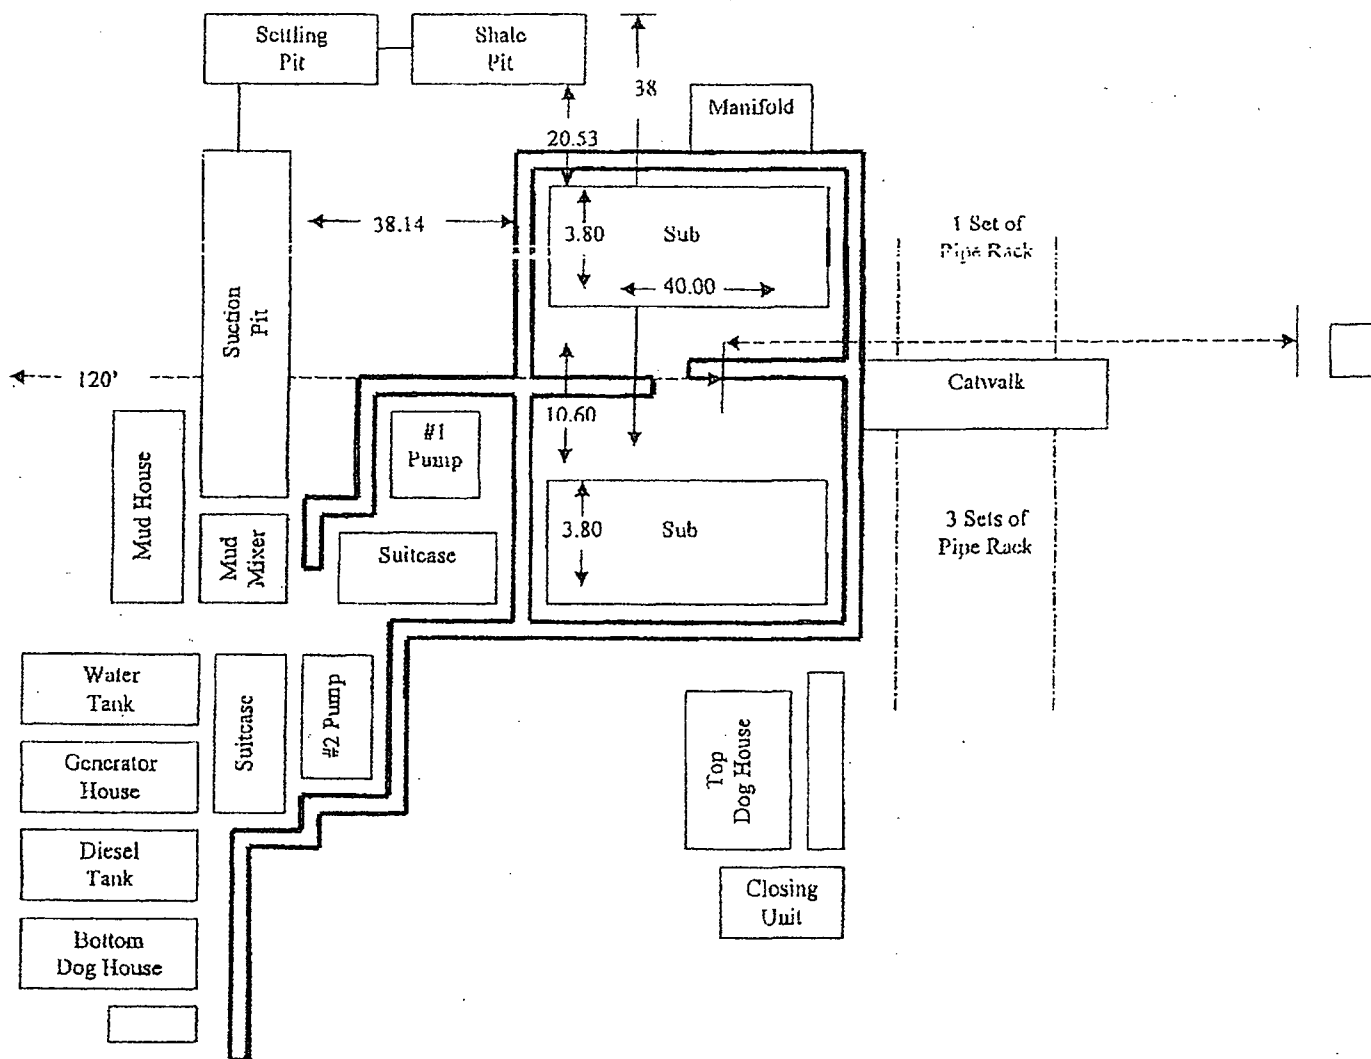 Settling
Pit
Shale
Pit
38
Manifold
20.53
38.14
3.80
Sub
40.00
1 Set of
Pipe Rack
Suction
Pit
120'
Catwalk
10.60
#1
Pump
Mud House
Mud
Mixer
Suitcase
3.80
Sub
3 Sets of
Pipe Rack
Water
Tank
Suitcase
#2 Pump
Generator
House
Top
Dog House
Diesel
Tank
Closing
Unit
Bottom
Dog House